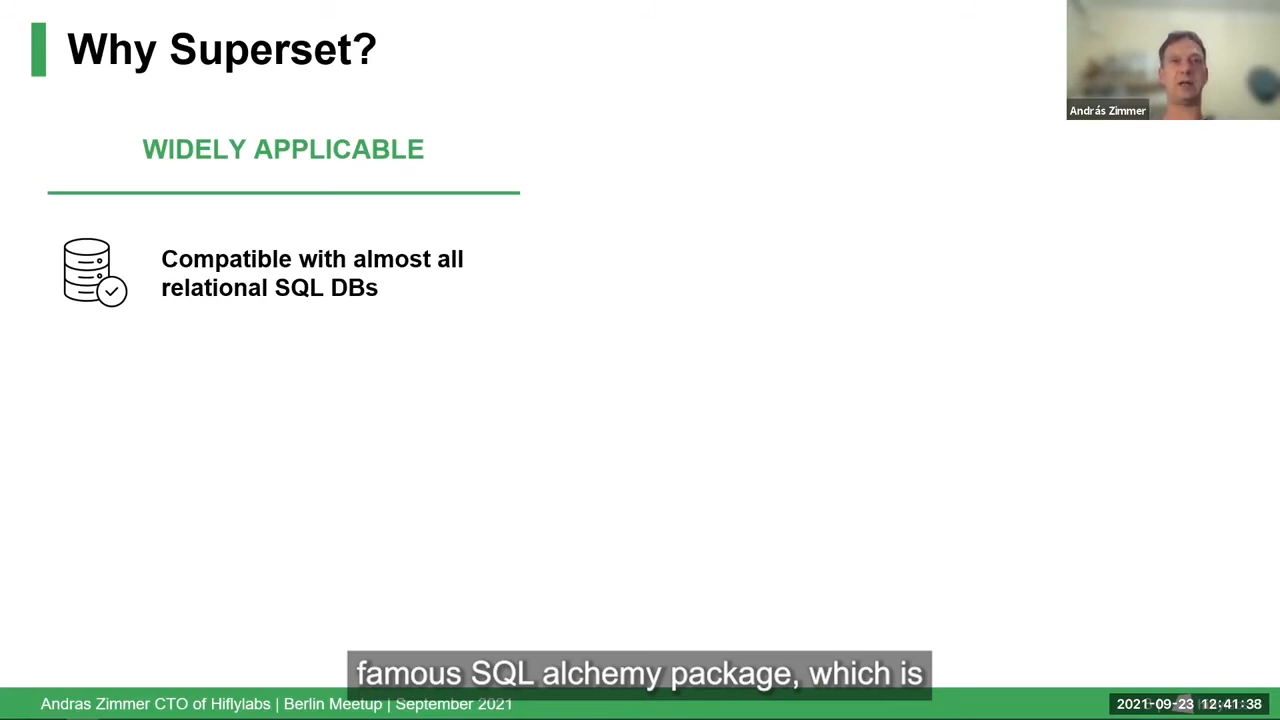 Why Superset?
András Zimmer
WIDELY APPLICABLE
Compatible with almost all
relational SQL DBs
famous SQL alchemy package, which is
Andras Zimmer CTO of Hiflylabs | Berlin Meetup | September 2021
2021-09-23 12:41:38